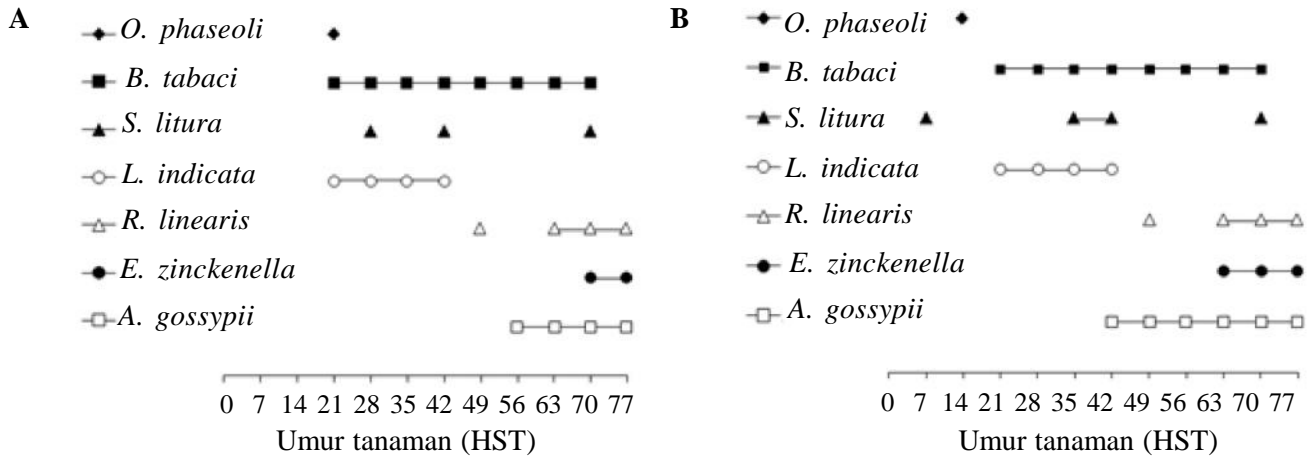 A
O. phaseoli
B. tabaci
S. litura
L. indicata
R. linearis
E. zinckenella
A. gossypii
0 7 14 21 28 35 42 49 56 63 70 77
Umur tanaman (HST)
B
O. phaseoli
B. tabaci
S. litura
L. indicata
R. linearis
E. zinckenella
A. gossypii
0 7 14 21 28 35 42 49 56 63 70 77
Umur tanaman (HST)